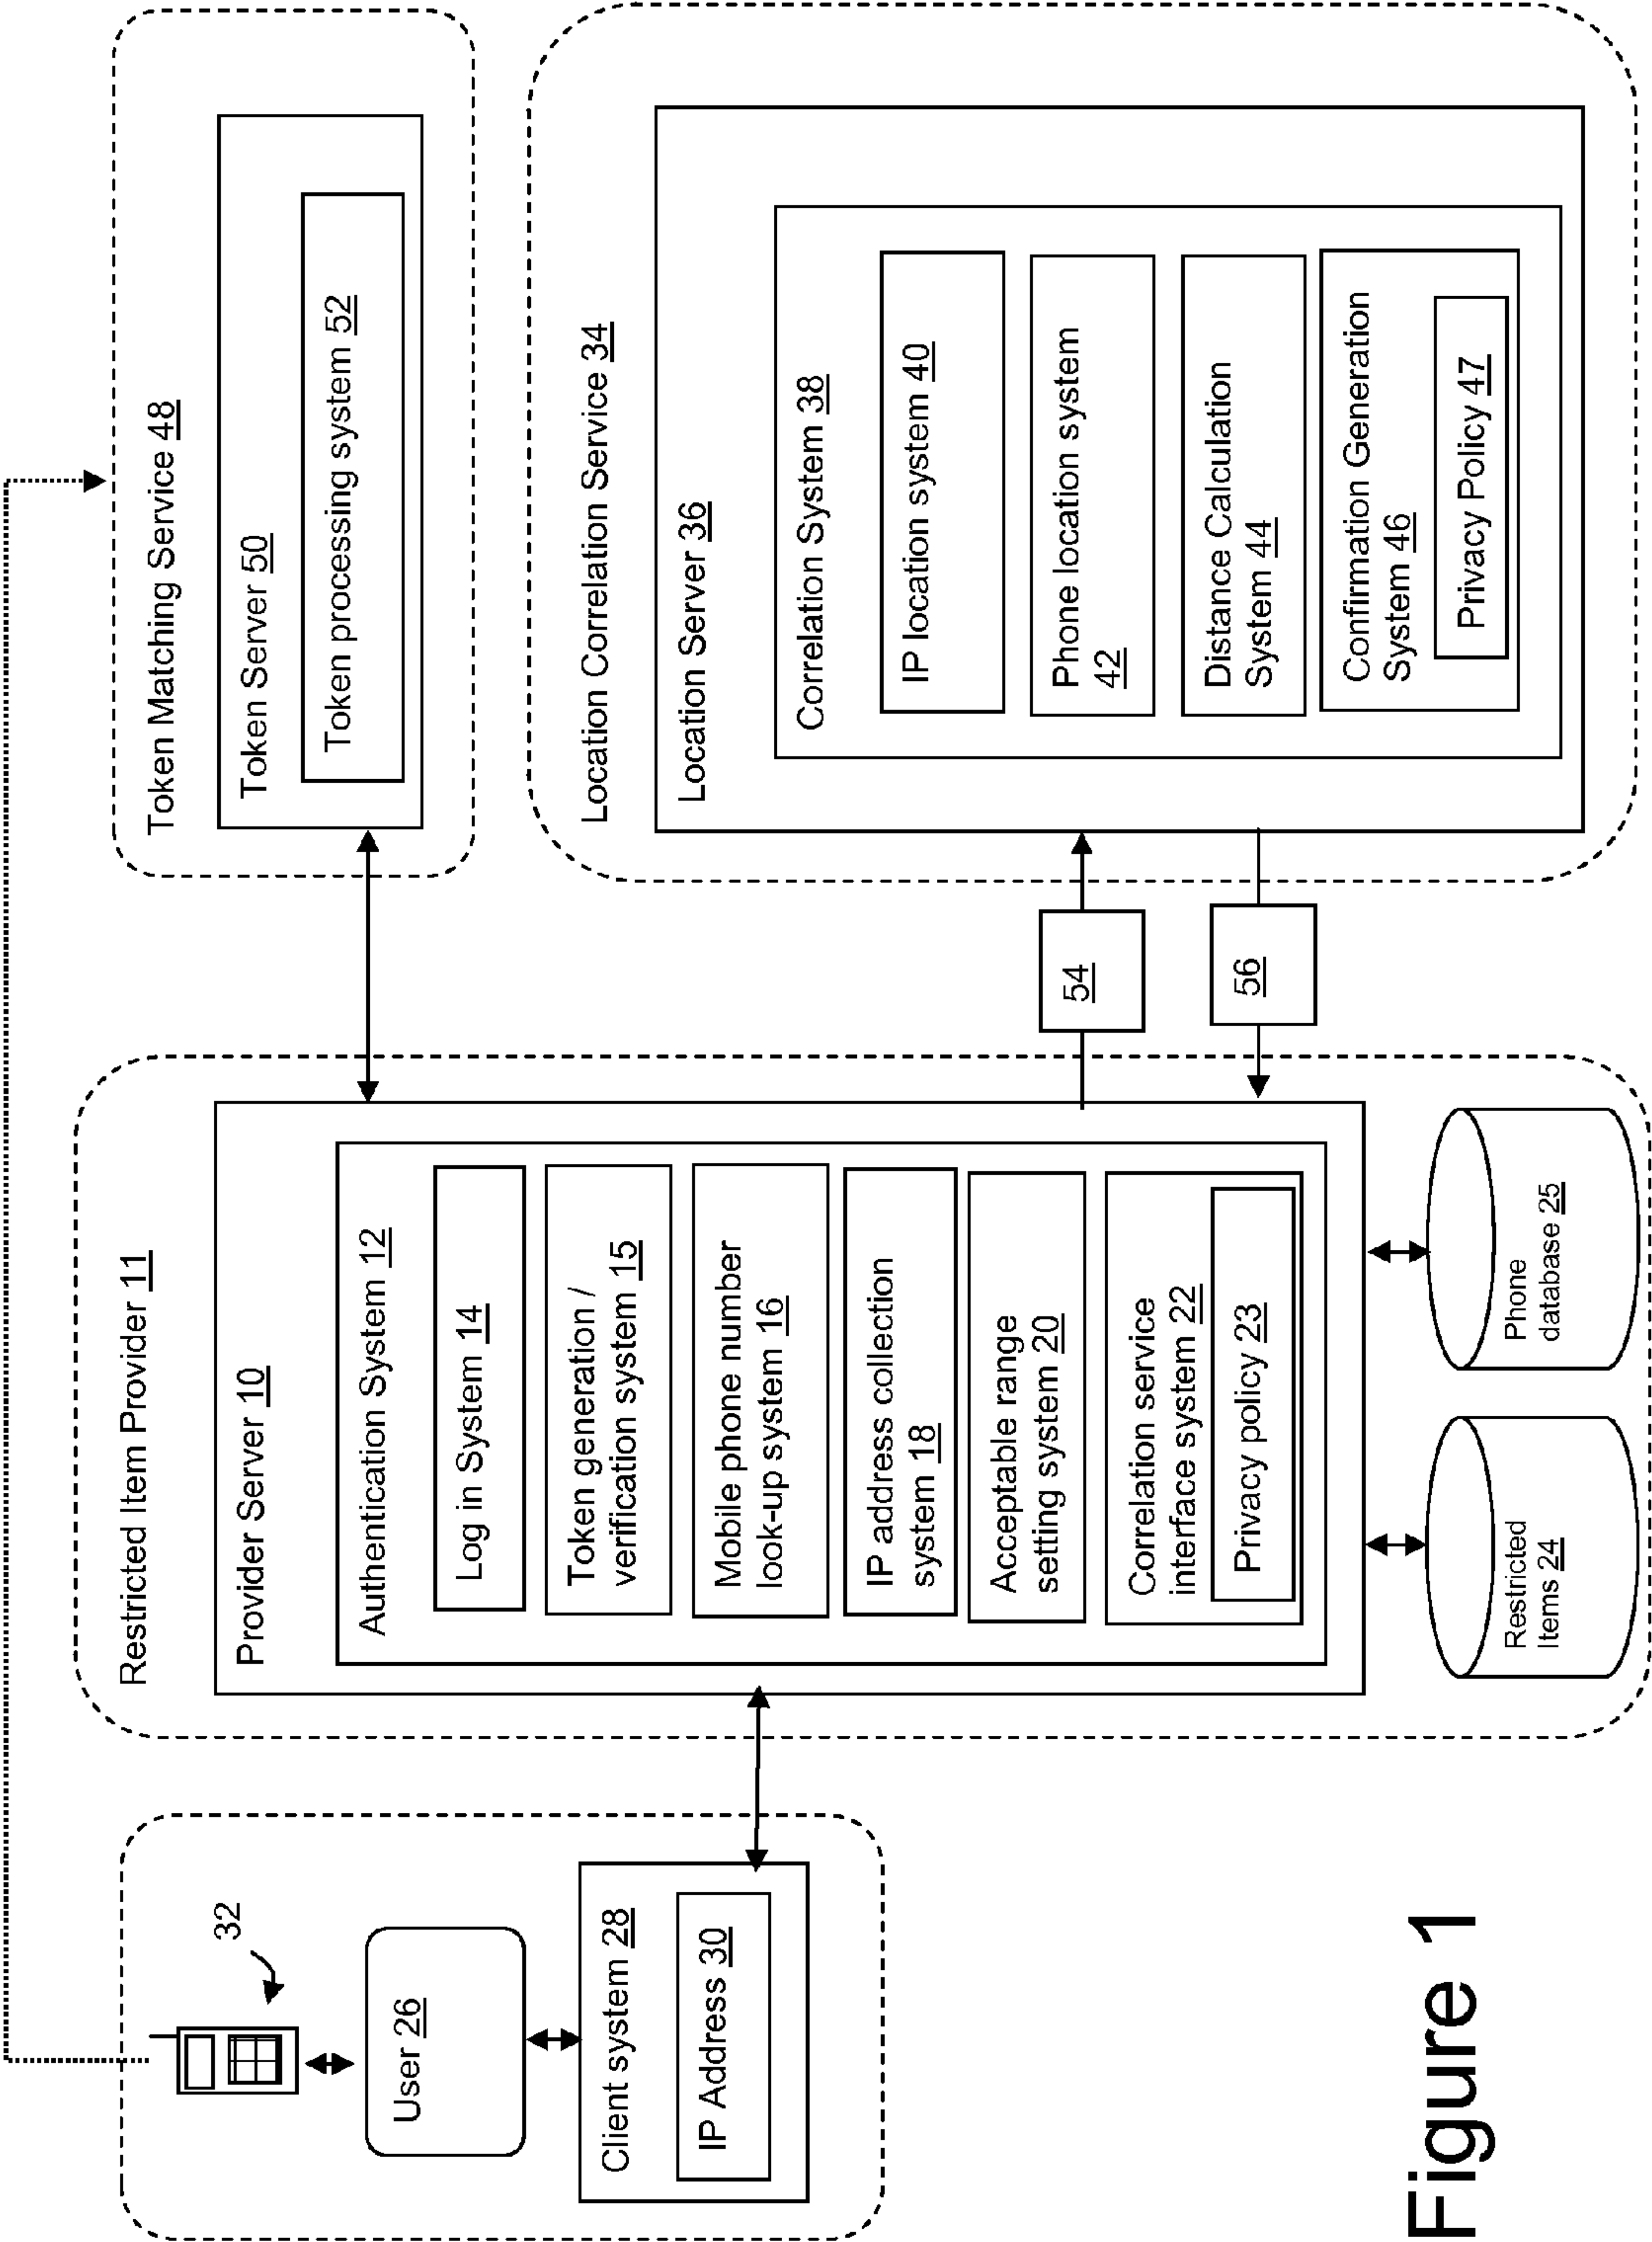 32
User 26
Client system 28
IP Address 30
Restricted Item Provider 11
Provider Server 10
Authentication System 12
Log in System 14
Token generation /
verification system 15
Mobile phone number
look-up system 16
IP address collection
system 18
Acceptable range
setting system 20
Correlation service
interface system 22
Privacy policy 23
Restricted
Items 24
Phone
database 25
Token Matching Service 48
Token Server 50
Token processing system 52
54
56
Location Correlation Service 34
Location Server 36
Correlation System 38
IP location system 40
Phone location system
42
Distance Calculation
System 44
Confirmation Generation
System 46
Privacy Policy 47
Figure 1